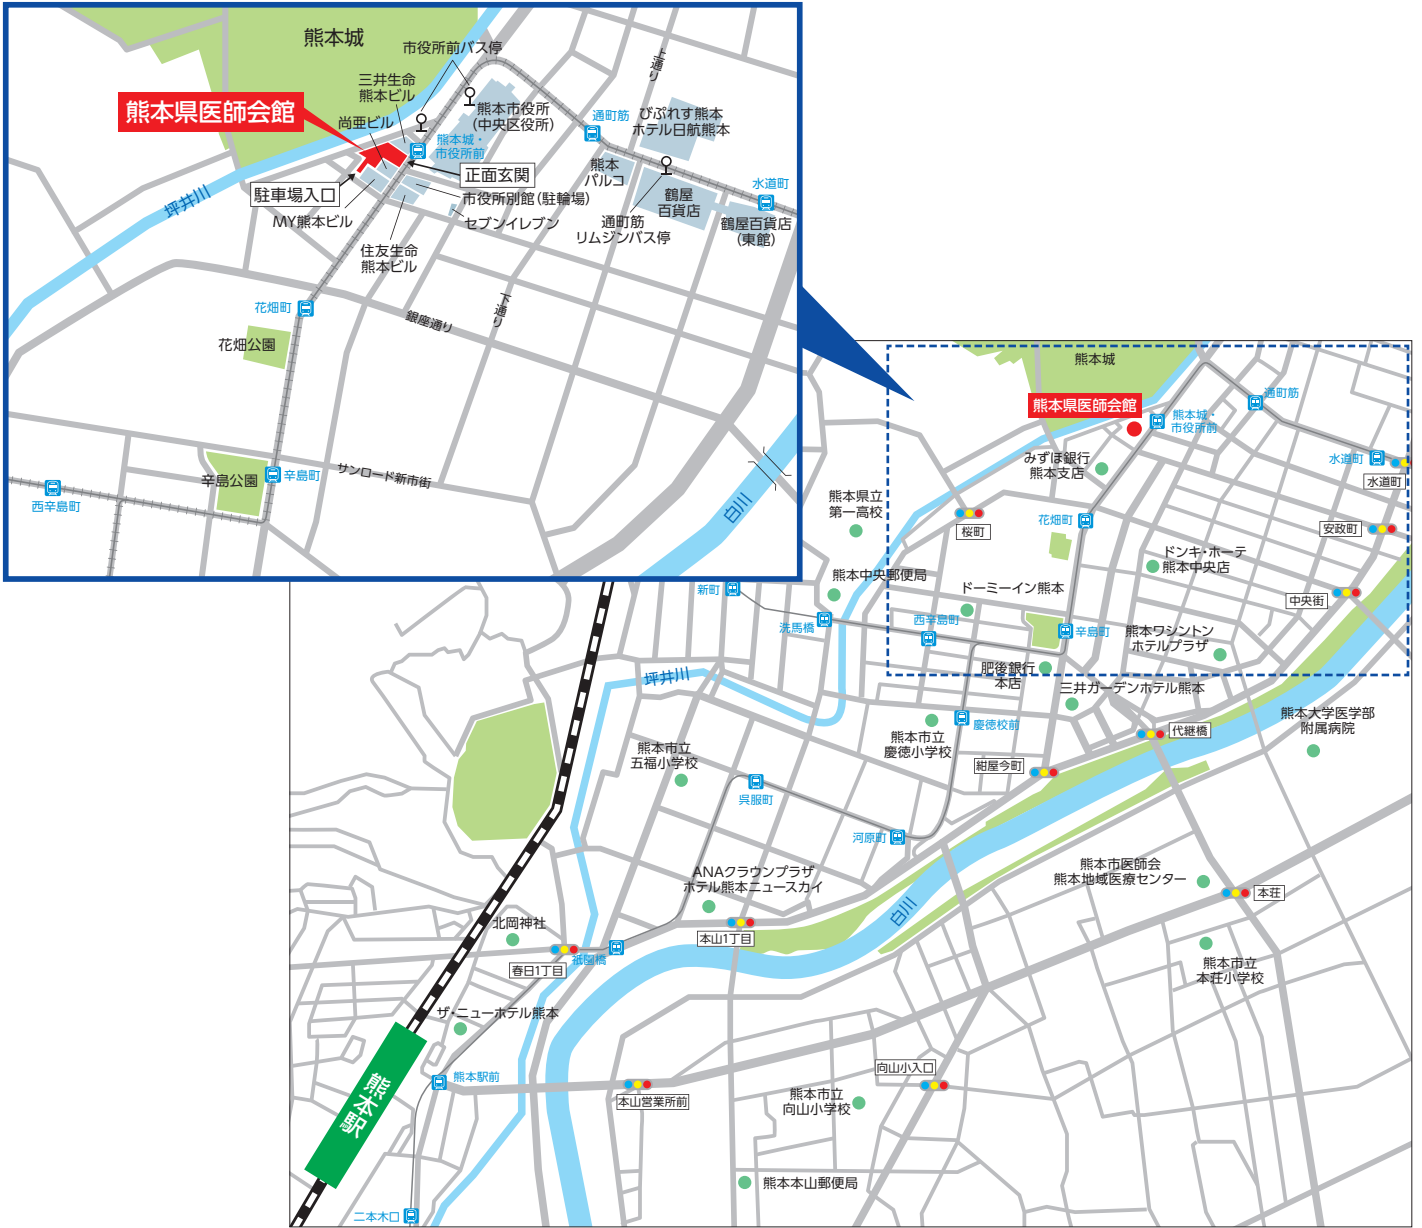 熊本城
市役所前バス停
上通り
三井生命
熊本ビル
熊本県医師会館
尚亜ビル
熊本市役所
(中央区役所)
通町筋
びぷれす熊本
ホテル日航熊本
熊本城・
市役所前
正面玄関
熊本
パルコ
駐車場入口
市役所別館(駐輪場)
鶴屋
百貨店
水道町
坪井川
MY熊本ビル
セブンイレブン
通町筋
リムジンバス停
鶴屋百貨店
(東館)
住友生命
熊本ビル
花畑町
下通り
銀座通り
花畑公園
辛島公園
辛島町
サンロード新市街
西辛島町
白川
熊本城
熊本県医師会館
通町筋
熊本城・
市役所前
みずほ銀行
熊本支店
水道町
水道町
熊本県立
第一高校
花畑町
桜町
安政町
ドンキ・ホーテ
熊本中央店
熊本中央郵便局
ドーミーイン熊本
新町
中央街
洗馬橋
西辛島町
辛島町
熊本ワシントン
ホテルプラザ
肥後銀行
本店
坪井川
三井ガーデンホテル熊本
熊本大学医学部
附属病院
慶徳校前
熊本市立
慶徳小学校
代継橋
熊本市立
五福小学校
紺屋今町
呉服町
河原町
ANAクラウンプラザ
ホテル熊本ニュースカイ
熊本市医師会
熊本地域医療センター
本荘
白川
北岡神社
本山1丁目
祇園橋
春日1丁目
熊本市立
本荘小学校
ザ・ニューホテル熊本
熊本駅前
向山小入口
熊本駅
本山営業所前
熊本市立
向山小学校
熊本本山郵便局
二本木口